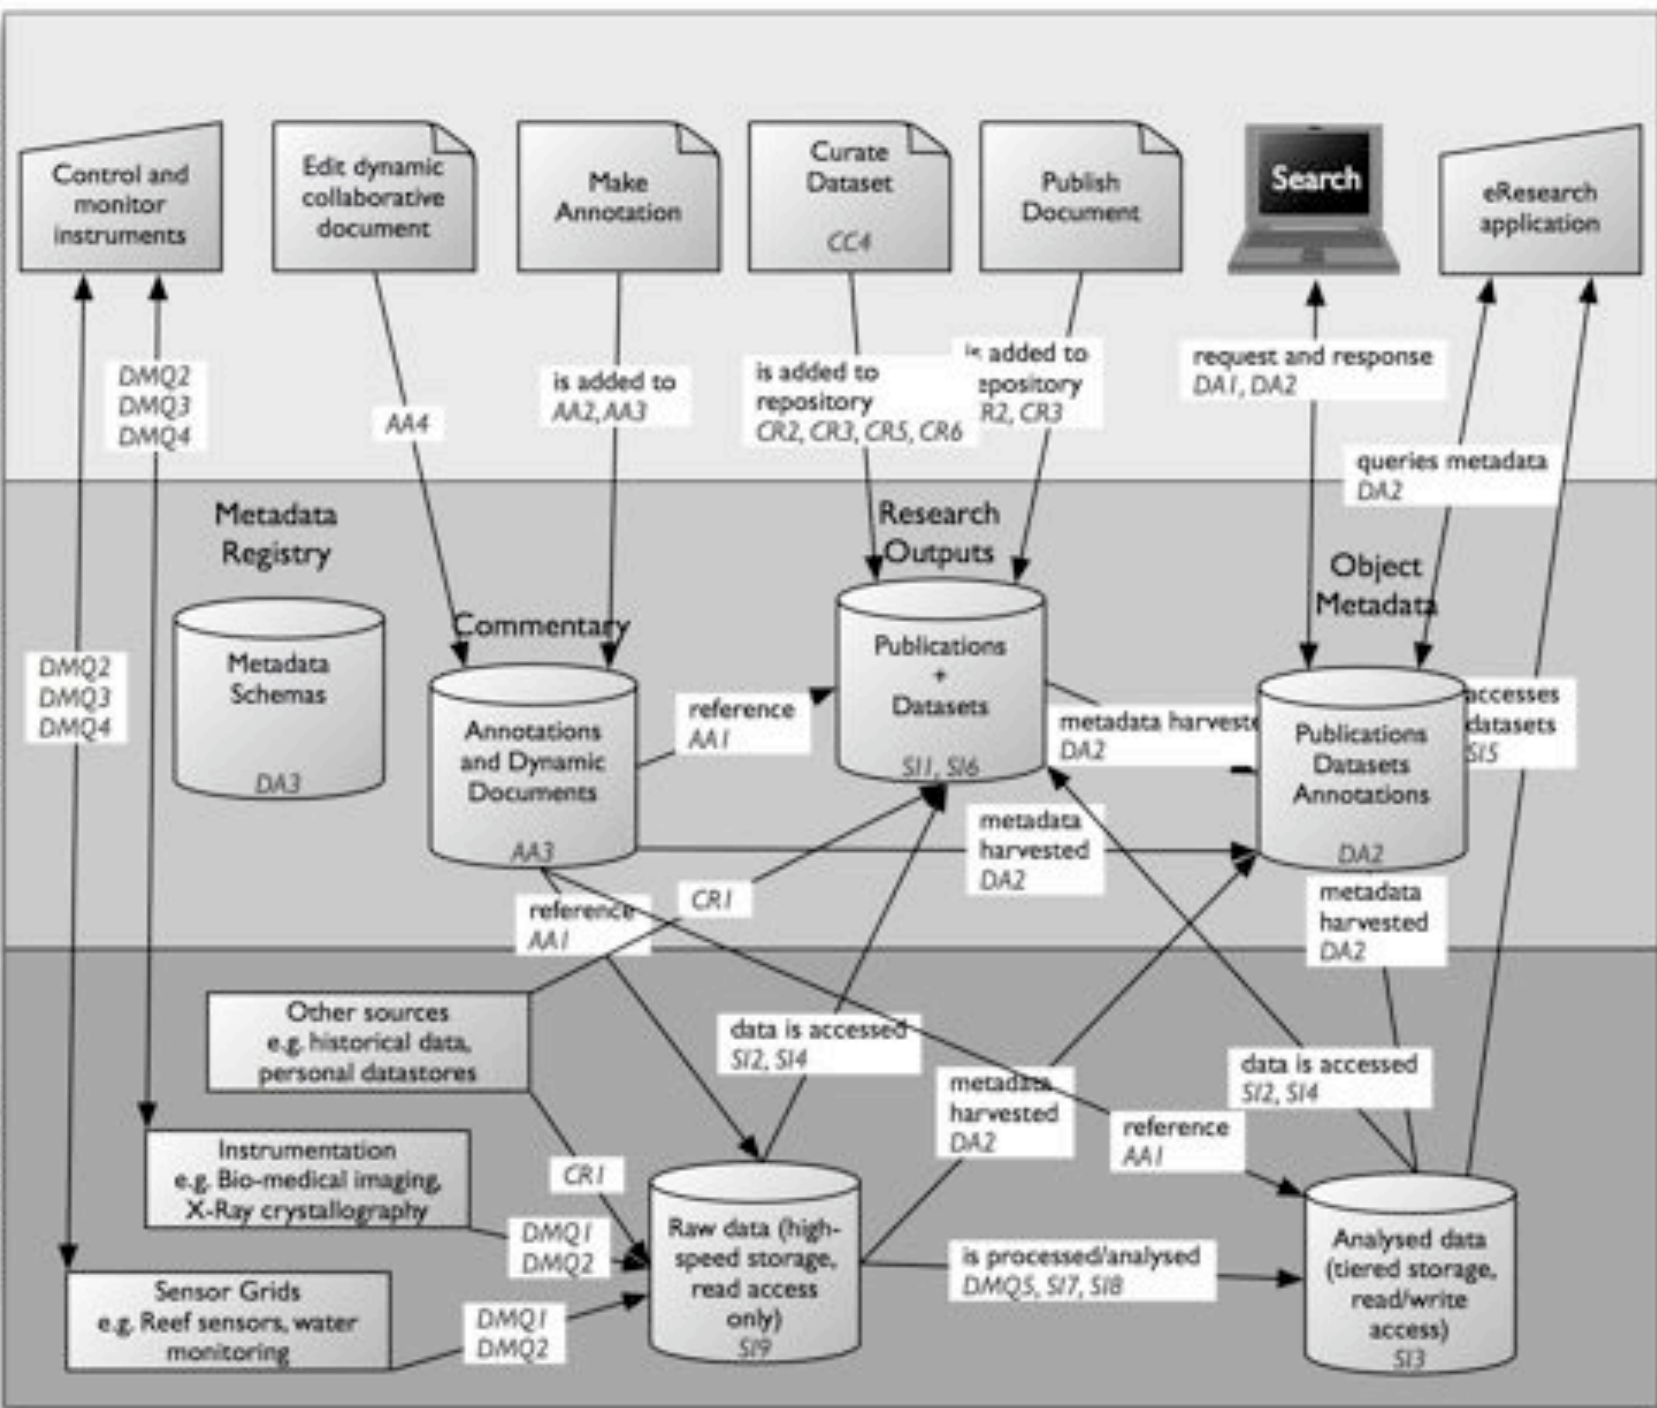 Control and
monitor
instruments
Edit dynamic
collaborative
document
Make
Annotation
Curate
Dataset
CC4
Publish
Document
Search
eResearch
application
DMQ2
DMQ3
DMQ4
AA4
is added to
AA2, AA3
is added to
repository
CR2, CR3, CR5, CR6
added to
epository
R2, CR3
request and response
DA1, DA2
queries metadata
DA2
Metadata
Registry
Metadata
Schemas
DA3
Commentary
Annotations
and Dynamic
Documents
AA3
Research
Outputs
Publications
+
Datasets
SI1, SI6
Object
Metadata
Publications
Datasets
Annotations
DA2
DMQ2
DMQ3
DMQ4
reference
AA1
metadata harveste
DA2
accesses
datasets
SI5
metadata
harvested
DA2
CR1
reference
AA1
metadata
harvested
DA2
Other sources
e.g. historical data,
personal datastores
data is accessed
SI2, SI4
metadata
harvested
DA2
data is accessed
SI2, SI4
reference
AA1
Instrumentation
e.g. Bio-medical imaging,
X-Ray crystallography
CR1
DMQ1
DMQ2
Raw data (high-
speed storage,
read access
only)
SI9
is processed/analysed
DMQ5, SI7, SI8
Analysed data
(tiered storage,
read/write
access)
SI3
Sensor Grids
e.g. Reef sensors, water
monitoring
DMQ1
DMQ2